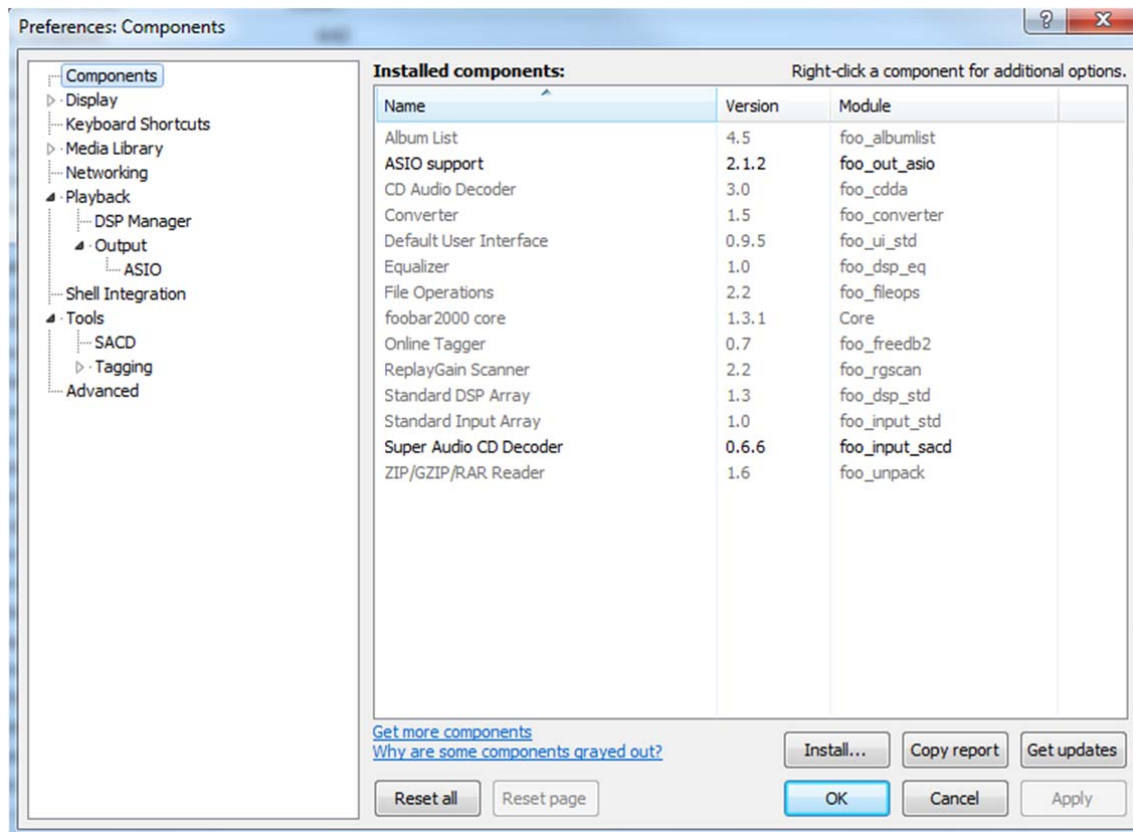 Preferences: Components
Components
Display
Keyboard Shortcuts
Media Library
Networking
Playback
DSP Manager
Output
ASIO
Shell Integration
Tools
SACD
Tagging
Advanced
Installed components: Right-click a component for additional options.
Name Version Module
Album List 4.5 foo_albumlist
ASIO support 2.1.2 foo_out_asio
CD Audio Decoder 3.0 foo_cdda
Converter 1.5 foo_converter
Default User Interface 0.9.5 foo_ui_std
Equalizer 1.0 foo_dsp_eq
File Operations 2.2 foo_fileops
foobar2000 core 1.3.1 Core
Online Tagger 0.7 foo_freedb2
ReplayGain Scanner 2.2 foo_rgscan
Standard DSP Array 1.3 foo_dsp_std
Standard Input Array 1.0 foo_input_std
Super Audio CD Decoder 0.6.6 foo_input_sacd
ZIP/GZIP/RAR Reader 1.6 foo_unpack
Get more components
Why are some components grayed out?
Install... Copy report Get updates
Reset all Reset page OK Cancel Apply